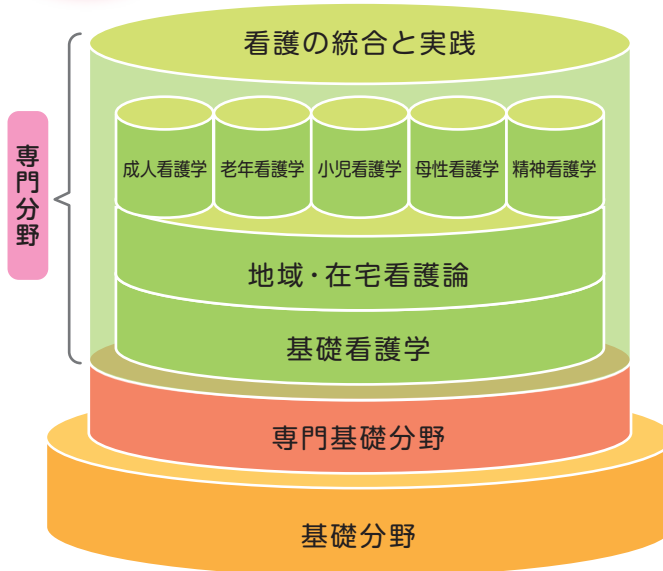 看護の統合と実践
専門分野
成人看護学
老年看護学
小児看護学
母性看護学
精神看護学
地域・在宅看護論
基礎看護学
専門基礎分野
基礎分野